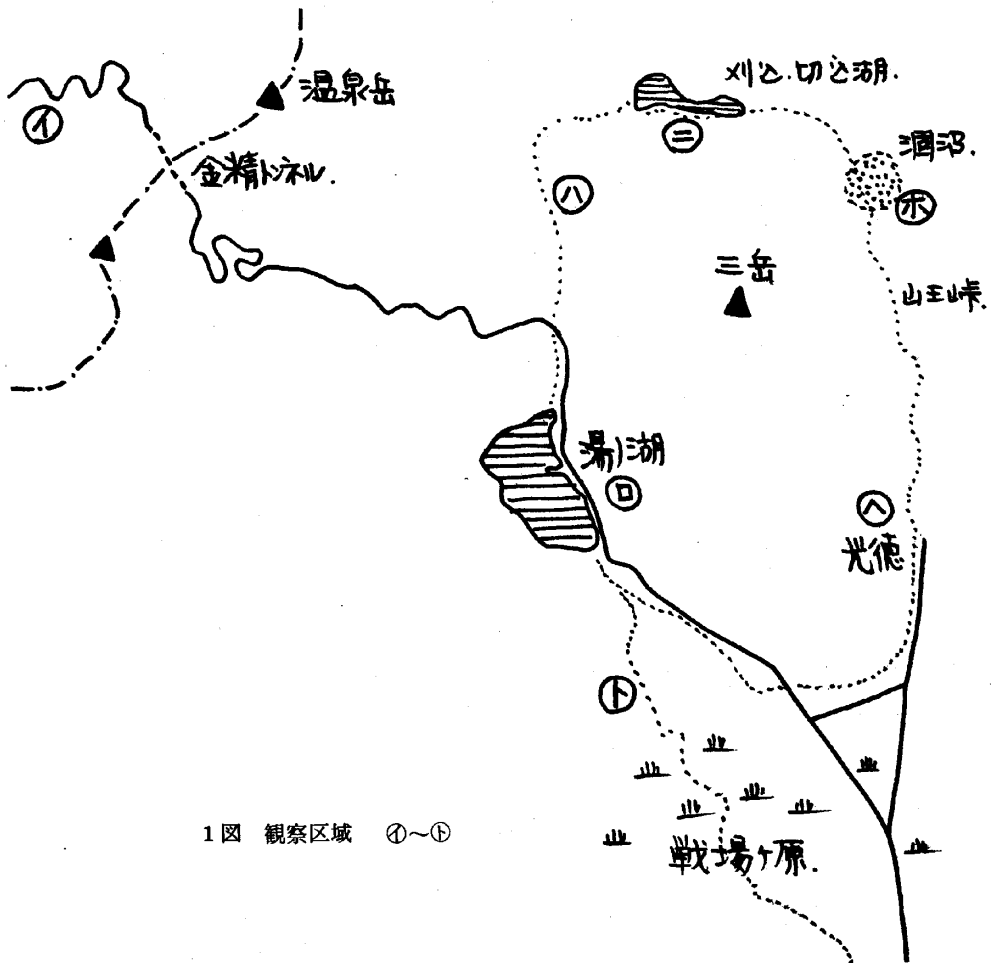 温泉岳
刈込.切込湖.
㋑
㋥
涸沼.
金精トンネル.
㋩
㋭
三岳
山王峠.
湯ノ湖
㋺
㋬
光徳
㋣
1図 観察区域 ㋑~㋣
戦場ヶ原.